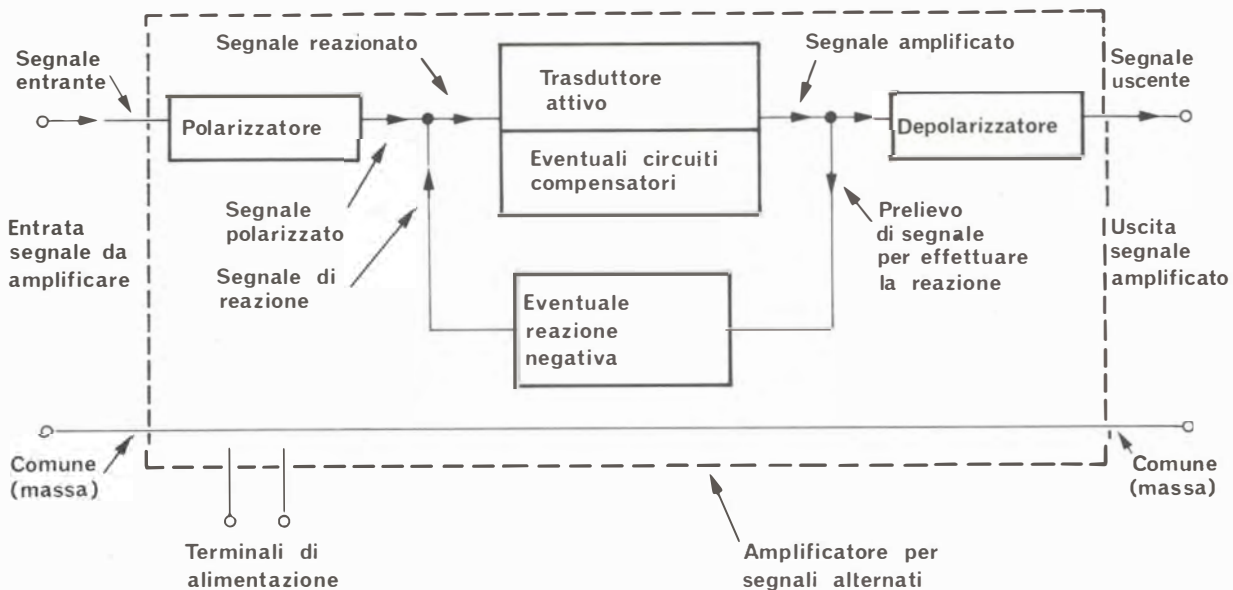 Segnale
entrante
Segnale reazionato
Segnale amplificato
Segnale
uscente
Polarizzatore
Trasduttore
attivo
Eventuali circuiti
compensatori
Depolarizzatore
Entrata
segnale da
amplificare
Segnale
polarizzato
Segnale di
reazione
Prelievo
di segnale
per effettuare
la reazione
Uscita
segnale
amplificato
Eventuale
reazione
negativa
Comune
(massa)
Comune
(massa)
Terminali di
alimentazione
Amplificatore per
segnali alternati